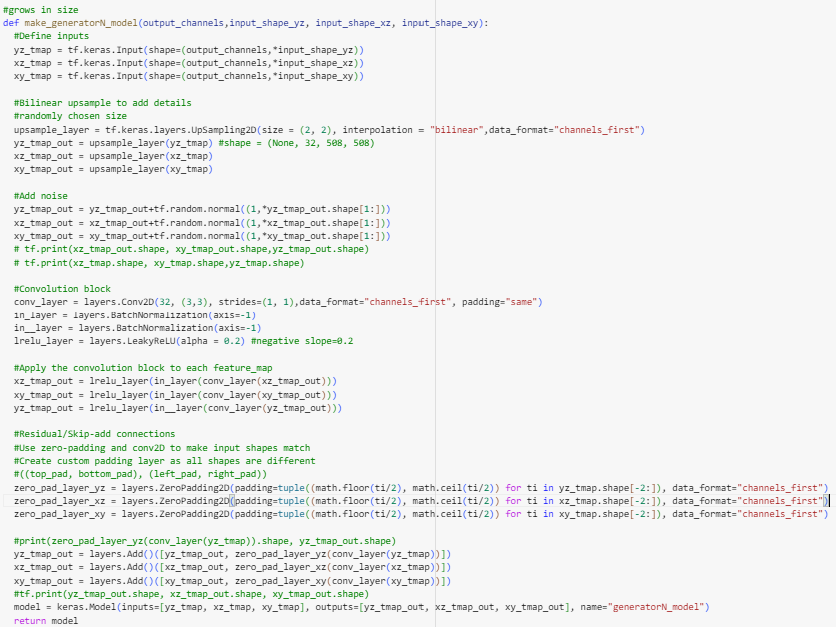 #grows in size
def make_generatorN_model(output_channels,input_shape_yz, input_shape_xz, input_shape_xy):
  #Define inputs
  yz_tmap = tf.keras.Input(shape=(output_channels,*input_shape_yz))
  xz_tmap = tf.keras.Input(shape=(output_channels,*input_shape_xz))
  xy_tmap = tf.keras.Input(shape=(output_channels,*input_shape_xy))

  #Bilinear upsample to add details
  #randomly chosen size
  upsample_layer = tf.keras.layers.UpSampling2D(size = (2, 2), interpolation = "bilinear",data_format="channels_first")
  yz_tmap_out = upsample_layer(yz_tmap) #shape = (None, 32, 508, 508)
  xz_tmap_out = upsample_layer(xz_tmap)
  xy_tmap_out = upsample_layer(xy_tmap)

  #Add noise
  yz_tmap_out = yz_tmap_out+tf.random.normal((1,*yz_tmap_out.shape[1:]))
  xz_tmap_out = xz_tmap_out+tf.random.normal((1,*xz_tmap_out.shape[1:]))
  xy_tmap_out = xy_tmap_out+tf.random.normal((1,*xy_tmap_out.shape[1:]))
  # tf.print(xz_tmap_out.shape, xy_tmap_out.shape,yz_tmap_out.shape)
  # tf.print(xz_tmap.shape, xy_tmap.shape,yz_tmap.shape)

  #Convolution block
  conv_layer = layers.Conv2D(32, (3,3), strides=(1, 1),data_format="channels_first", padding="same")
  in_layer = layers.BatchNormalization(axis=-1)
  in__layer = layers.BatchNormalization(axis=-1)
  lrelu_layer = layers.LeakyReLU(alpha = 0.2) #negative slope=0.2

  #Apply the convolution block to each feature_map
  xz_tmap_out = lrelu_layer(in_layer(conv_layer(xz_tmap_out)))
  xy_tmap_out = lrelu_layer(in_layer(conv_layer(xy_tmap_out)))
  yz_tmap_out = lrelu_layer(in__layer(conv_layer(yz_tmap_out)))

  #Residual/Skip-add connections
  #Use zero-padding and conv2D to make input shapes match
  #Create custom padding layer as all shapes are different
  #((top_pad, bottom_pad), (left_pad, right_pad))
  zero_pad_layer_yz = layers.ZeroPadding2D(padding=tuple((math.floor(ti/2), math.ceil(ti/2)) for ti in yz_tmap.shape[-2:]), data_format="channels_first")
  zero_pad_layer_xz = layers.ZeroPadding2D(padding=tuple((math.floor(ti/2), math.ceil(ti/2)) for ti in xz_tmap.shape[-2:]), data_format="channels_first")
  zero_pad_layer_xy = layers.ZeroPadding2D(padding=tuple((math.floor(ti/2), math.ceil(ti/2)) for ti in xy_tmap.shape[-2:]), data_format="channels_first")

  #print(zero_pad_layer_yz(conv_layer(yz_tmap)).shape, yz_tmap_out.shape)
  yz_tmap_out = layers.Add()([yz_tmap_out, zero_pad_layer_yz(conv_layer(yz_tmap))])
  xz_tmap_out = layers.Add()([xz_tmap_out, zero_pad_layer_xz(conv_layer(xz_tmap))])
  xy_tmap_out = layers.Add()([xy_tmap_out, zero_pad_layer_xy(conv_layer(xy_tmap))])
  #tf.print(yz_tmap_out.shape, xz_tmap_out.shape, xy_tmap_out.shape)
  model = keras.Model(inputs=[yz_tmap, xz_tmap, xy_tmap], outputs=[yz_tmap_out, xz_tmap_out, xy_tmap_out], name="generatorN_model")
  return model